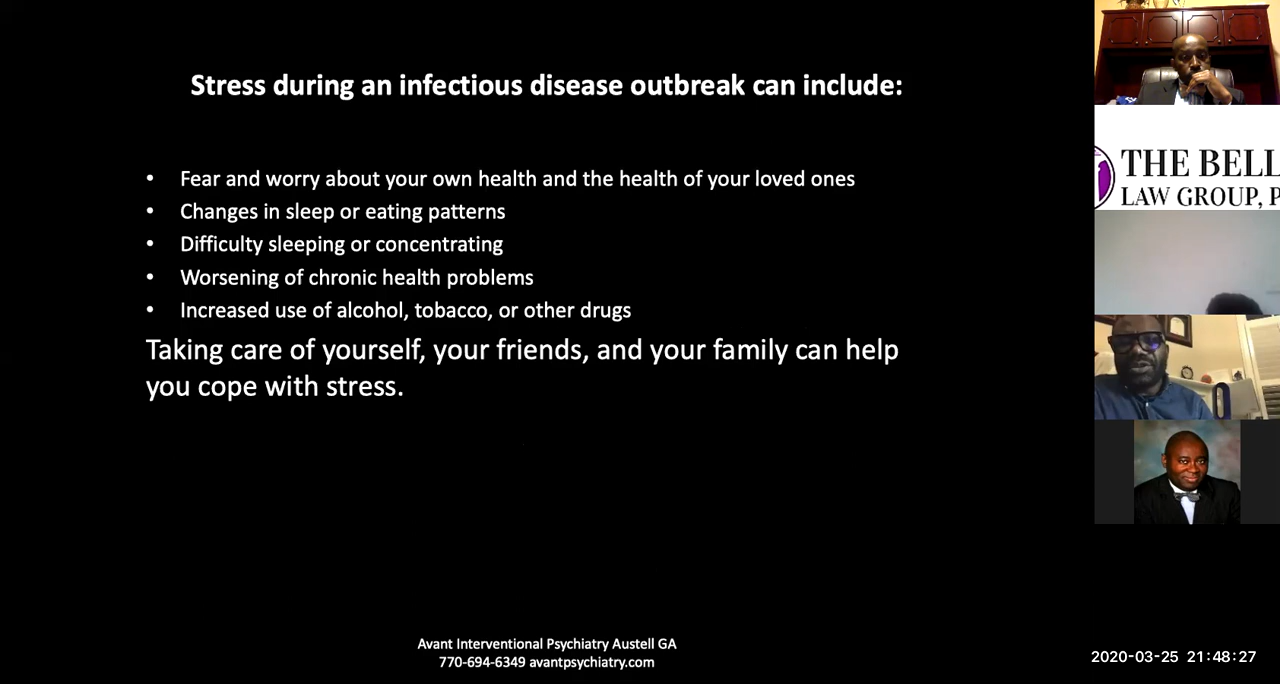 Stress during an infectious disease outbreak can include:
• Fear and worry about your own health and the health of your loved ones
• Changes in sleep or eating patterns
• Difficulty sleeping or concentrating
• Worsening of chronic health problems
• Increased use of alcohol, tobacco, or other drugs
Taking care of yourself, your friends, and your family can help
you cope with stress.
Avant Interventional Psychiatry Austell GA
770-694-6349 avantpsychiatry.com
THE BELL
LAW GROUP, P
2020-03-25 21:48:27